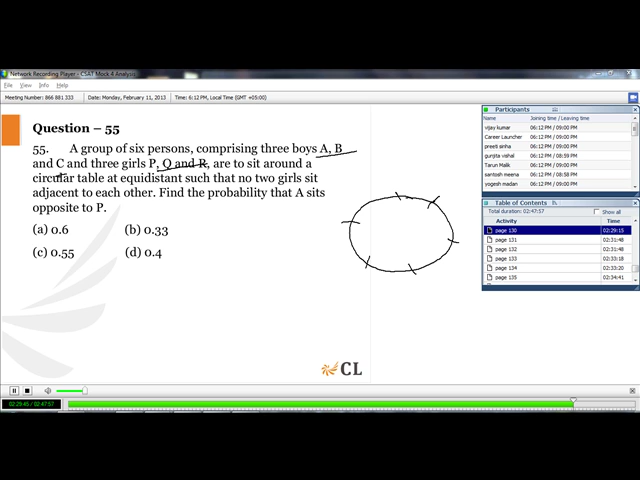 Network Recording Player - CSAT Mock 4 Analysis
File View Info Help
Meeting Number: 866 881 333 Date: Monday, February 11, 2013 Time: 6:12 PM, Local Time (GMT +05:00)
Question – 55
55. A group of six persons, comprising three boys A, B
and C and three girls P, Q and R, are to sit around a
circular table at equidistant such that no two girls sit
adjacent to each other. Find the probability that A sits
opposite to P.
(a) 0.6 (b) 0.33
(c) 0.55 (d) 0.4
CL
Participants
Name Joining time / Leaving time
vijay kumar 06:12 PM / 09:00 PM
Career Launcher 06:12 PM / 09:00 PM
preeti sinha 06:12 PM / 09:00 PM
gunjita vishal 06:12 PM / 08:59 PM
Tarun Malik 06:12 PM / 09:00 PM
santosh meena 06:12 PM / 08:58 PM
yogesh madan 06:12 PM / 09:00 PM
Table of Contents
Total duration: 02:47:57 Show all
Activity Time
page 130 02:29:15
page 131 02:31:48
page 132 02:31:48
page 133 02:33:18
page 134 02:33:20
page 135 02:34:41
02:29:45 / 02:47:57